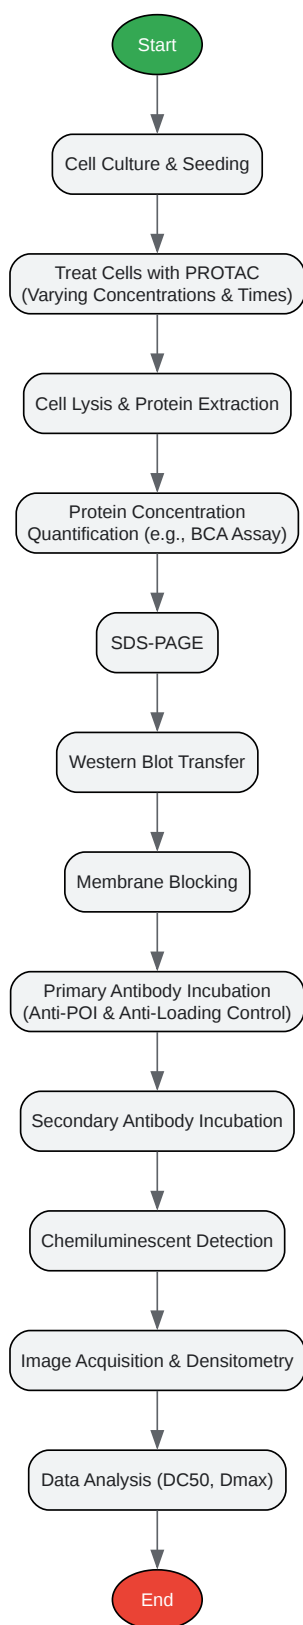 Start
Cell Culture & Seeding
Treat Cells with PROTAC
(Varying Concentrations & Times)
Cell Lysis & Protein Extraction
Protein Concentration
Quantification (e.g., BCA Assay)
SDS-PAGE
Western Blot Transfer
Membrane Blocking
Primary Antibody Incubation
(Anti-POI & Anti-Loading Control)
Secondary Antibody Incubation
Chemiluminescent Detection
Image Acquisition & Densitometry
Data Analysis (DC50, Dmax)
End